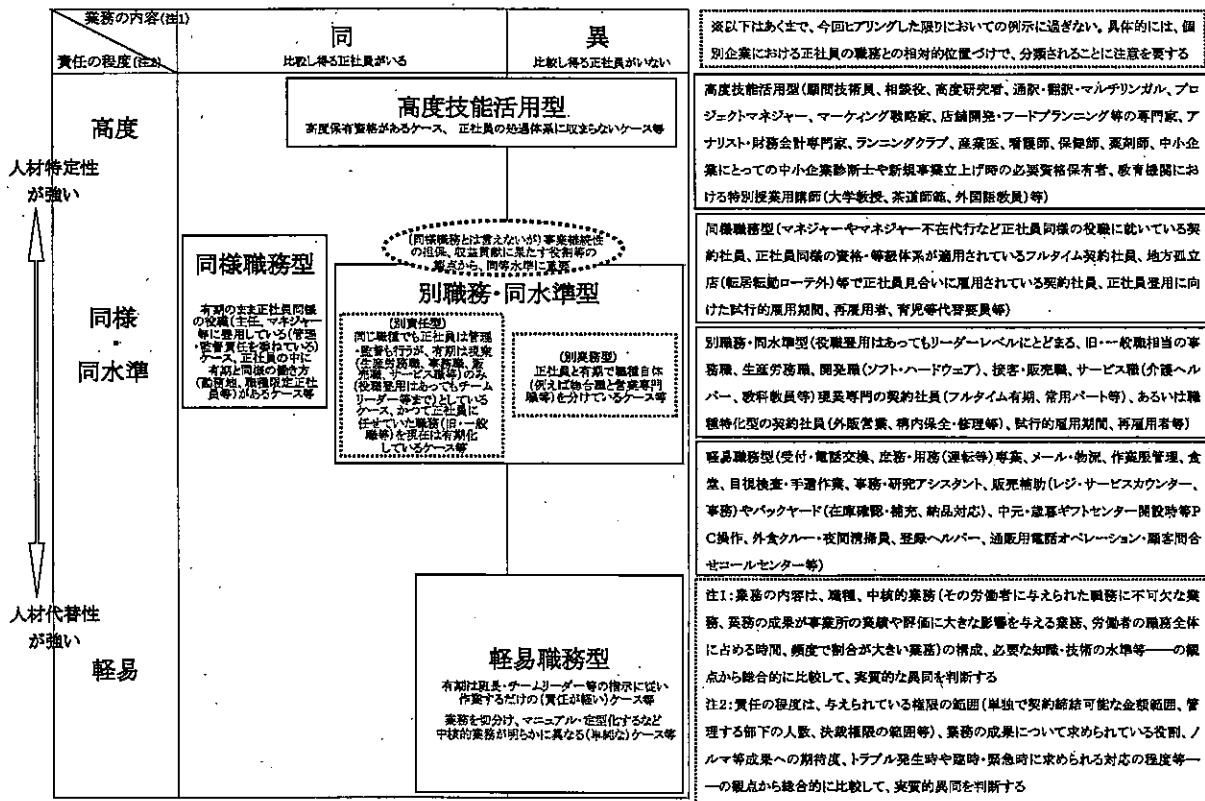 業務の内容(注1)
責任の程度(注2)
同
比較し得る正社員がいる
異
比較し得る正社員がいない
高度
人材特定性
が強い
同様
・
同水準
人材代替性
が強い
軽易
高度技能活用型
高度保有資格があるケース、 正社員の処遇体系に収まらないケース等
(同様職務とは言えないが)事業継続性
の担保、収益貢献に果たす役割等の
観点から、同等水準に重要
同様職務型
有期のまま正社員同様
の役職(主任、マネジャー
等)に登用している(管理
・監督責任を委ねている)
ケース、正社員の中に
有期と同様の働き方
(勤務地、職種限定正社
員等)があるケース等
別職務・同水準型
(別責任型)
同じ職種でも正社員は管理
・監督も行うが、有期は現業
(生産労務職、事務職、販
売職、サービス職等)のみ
(役職登用はあってもチーム
リーダー等まで)としている
ケース、かつて正社員に
任せていた職務(旧・一般
職等)を現在は有期化
しているケース等
(別業務型)
正社員と有期で職種自体
(例えば総合職と営業専門
職等)を分けているケース等
軽易職務型
有期は班長・チームリーダー等の指示に従い
作業するだけの(責任が軽い)ケース等
業務を切分け、マニュアル・定型化するなど
中核的業務が明らかに異なる(単純な)ケース等
※以下はあくまで、今回ヒアリングした限りにおいての例示に過ぎない。具体的には、個
別企業における正社員の職務との相対的位置づけで、分類されることに注意を要する
高度技能活用型(顧問技術員、相談役、高度研究者、通訳・翻訳・マルチリンガル、プロ
ジェクトマネジャー、マーケィング戦略家、店舗開発・フードプランニング等の専門家、ア
ナリスト・財務会計専門家、ランニングクラブ、産業医、看護師、保健師、薬剤師、中小企
業にとっての中小企業診断士や新規事業立上げ時の必要資格保有者、教育機関にお
ける特別授業用講師(大学教授、茶道師範、外国語教員)等)
同様職務型(マネジャーやマネジャー不在代行など正社員同様の役職に就いている契
約社員、正社員同様の資格・等級体系が適用されているフルタイム契約社員、地方孤立
店(転居転勤ローテ外)等で正社員見合いに雇用されている契約社員、正社員登用に向
けた試行的雇用期間、再雇用者、育児等代替要員等)
別職務・同水準型(役職登用はあってもリーダーレベルにとどまる、旧・一般職相当の事
務職、生産労務職、開発職(ソフト・ハードウェア)、接客・販売職、サービス職(介護ヘル
パー、教科教員等)現業専門の契約社員(フルタイム有期、常用パート等)、あるいは職
種特化型の契約社員(外販営業、構内保全・修理等)、試行的雇用期間、再雇用者等)
軽易職務型(受付・電話交換、庶務・用務(運転等)専業、メール・物流、作業服管理、食
堂、目視検査・手選作業、事務・研究アシスタント、販売補助(レジ・サービスカウンター、
事務)やバックヤード(在庫確認・補充、納品対応)、中元・歳暮ギフトセンター開設時等P
C操作、外食クルー・夜間清掃員、登録ヘルパー、通販用電話オペレーション・顧客問合
せコールセンター等)
注1:業務の内容は、職種、中核的業務(その労働者に与えられた職務に不可欠な業
務、業務の成果が事業所の業績や評価に大きな影響を与える業務、労働者の職務全体
に占める時間、頻度で割合が大きい業務)の構成、必要な知識・技術の水準等――の観
点から総合的に比較して、実質的な異同を判断する
注2:責任の程度は、与えられている権限の範囲(単独で契約締結可能な金額範囲、管
理する部下の人数、決裁権限の範囲等)、業務の成果について求められている役割、ノ
ルマ等成果への期待度、トラブル発生時や臨時・緊急時に求められる対応の程度等―
―の観点から総合的に比較して、実質的異同を判断する